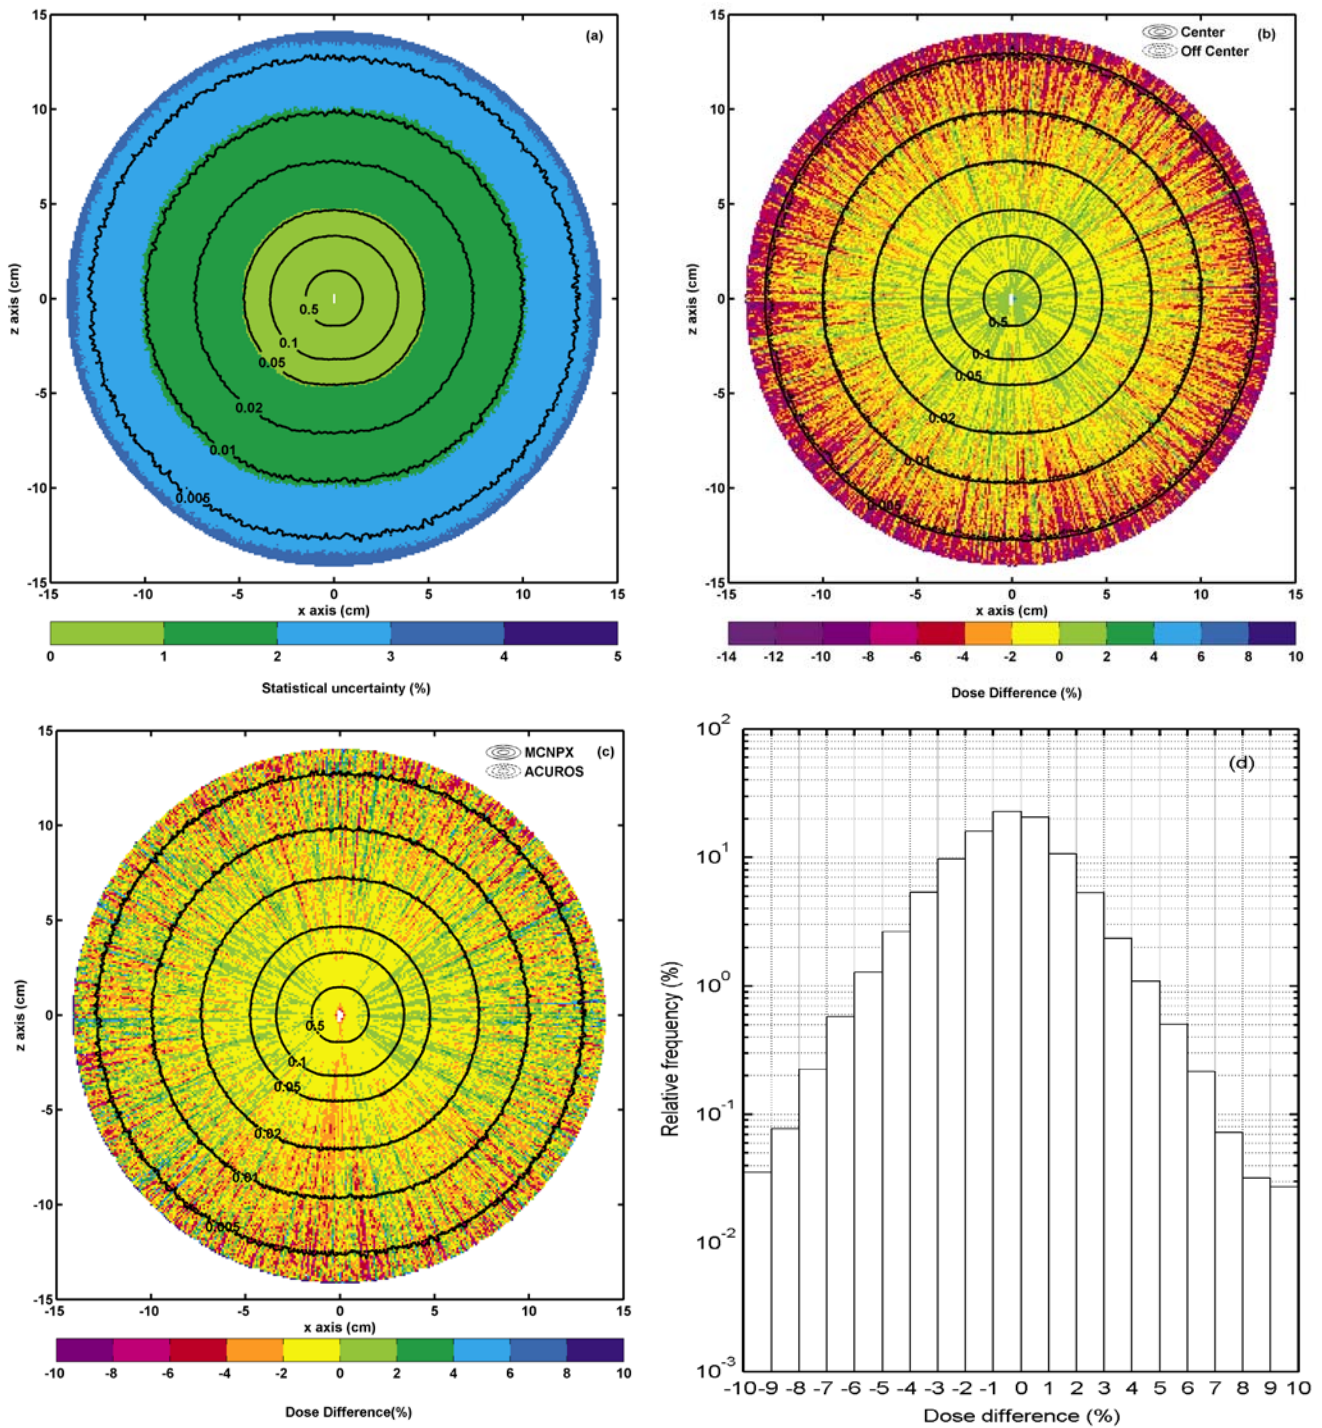 15
10
5
0
-5
-10
-15
z axis (cm)
(a)
0.5
0.1
0.05
0.02
0.01
0.005
-15 -10 -5 0 5 10 15
x axis (cm)
0 1 2 3 4 5
Statistical uncertainty (%)
15
10
5
0
-5
-10
-15
z axis (cm)
Center
Off Center
(b)
0.5
0.1
0.05
0.02
0.01
0.005
-15 -10 -5 0 5 10 15
x axis (cm)
-14 -12 -10 -8 -6 -4 -2 0 2 4 6 8 10
Dose Difference (%)
15
10
5
0
-5
-10
-15
z axis (cm)
MCNPX
ACUROS
(c)
0.5
0.1
0.05
0.02
0.01
0.005
-15 -10 -5 0 5 10 15
x axis (cm)
-10 -8 -6 -4 -2 0 2 4 6 8 10
Dose Difference(%)
10^2
10^1
10^0
10^-1
10^-2
10^-3
Relative frequency (%)
(d)
-10 -9 -8 -7 -6 -5 -4 -3 -2 -1 0 1 2 3 4 5 6 7 8 9 10
Dose difference (%)